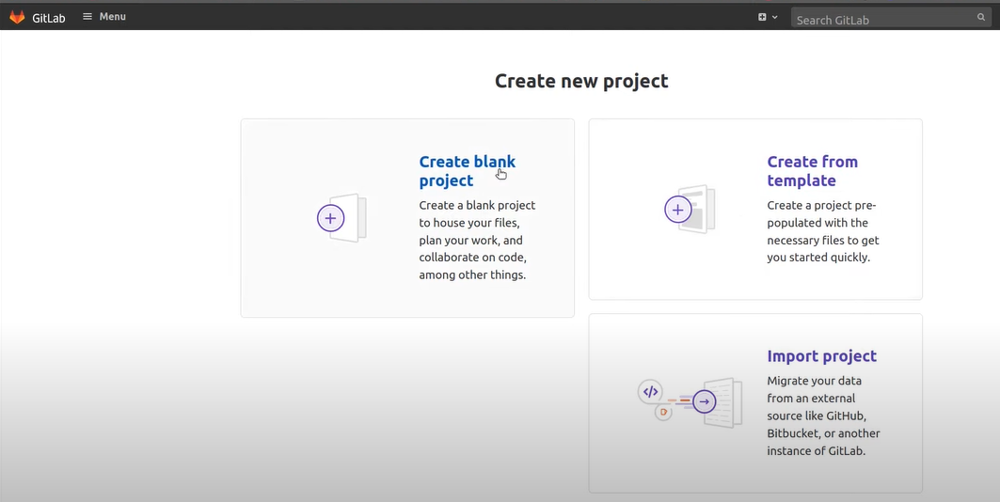 GitLab
Menu
Search GitLab
Create new project
Create blank
project
Create a blank project
to house your files,
plan your work, and
collaborate on code,
among other things.
Create from
template
Create a project pre-
populated with the
necessary files to get
you started quickly.
Import project
Migrate your data
from an external
source like GitHub,
Bitbucket, or another
instance of GitLab.